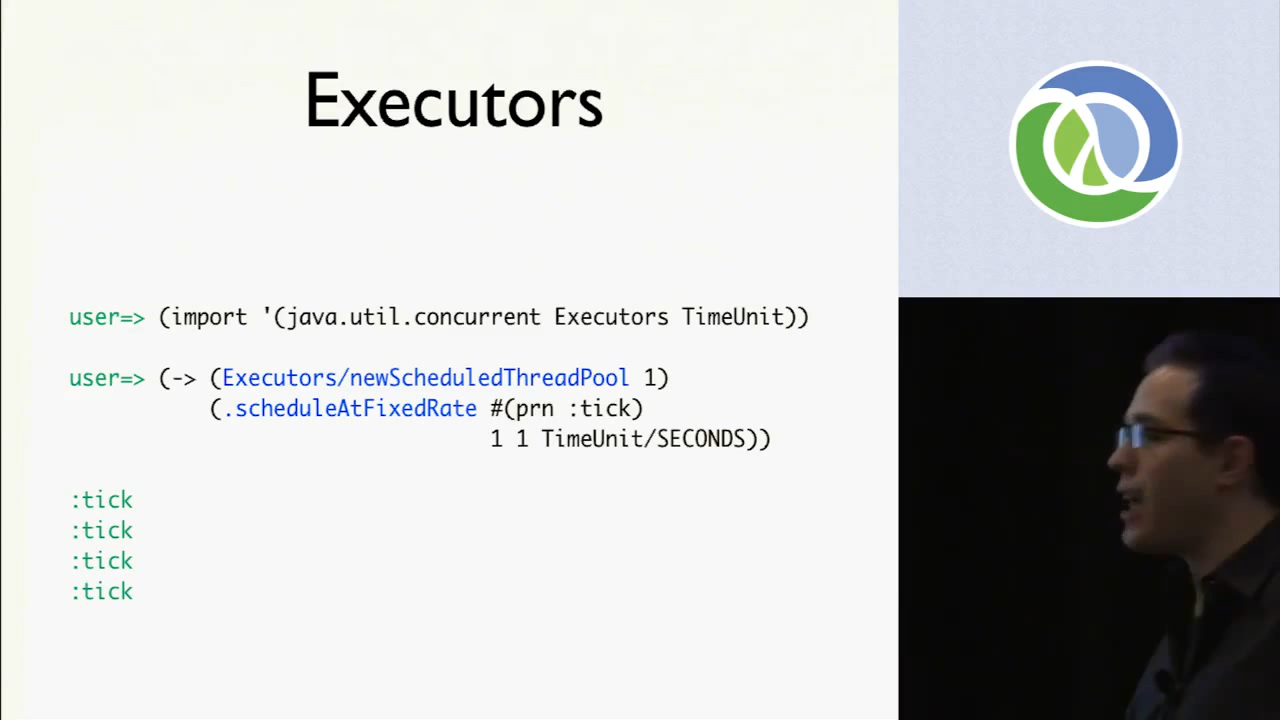 Executors
user=> (import '(java.util.concurrent Executors TimeUnit))
user=> (-> (Executors/newScheduledThreadPool 1)
(.scheduleAtFixedRate #(prn :tick)
1 1 TimeUnit/SECONDS))
:tick
:tick
:tick
:tick